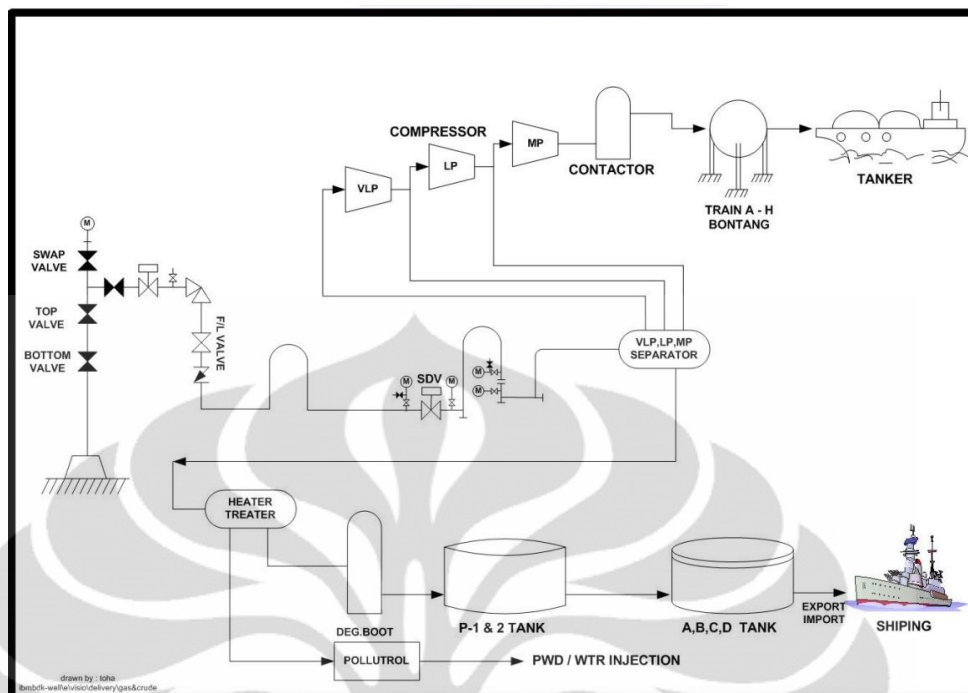 COMPRESSOR
VLP
LP
MP
CONTACTOR
TRAIN A - H
BONTANG
TANKER
M
SWAP
VALVE
TOP
VALVE
BOTTOM
VALVE
F/L VALVE
M
SDV
M
M
M
VLP,LP,MP
SEPARATOR
HEATER
TREATER
DEG.BOOT
P-1 & 2 TANK
A,B,C,D TANK
EXPORT
IMPORT
SHIPING
POLLUTROL
PWD / WTR INJECTION
drawn by : toha